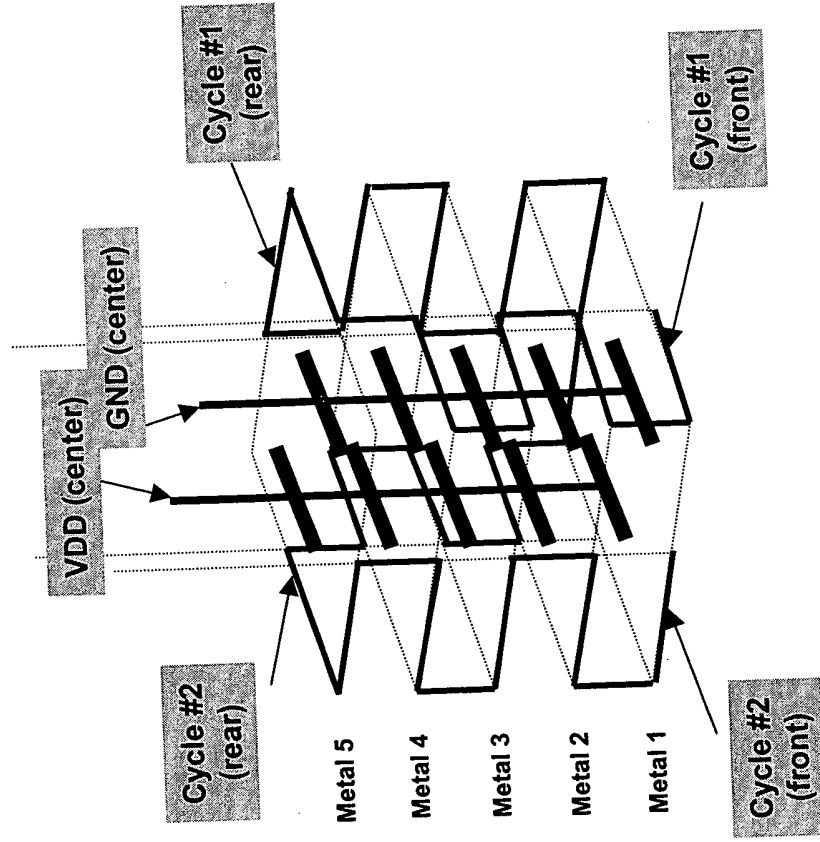 VDD (center)
GND (center)
Cycle #1
(rear)
Cycle #2
(rear)
Metal 5
Metal 4
Metal 3
Metal 2
Metal 1
Cycle #1
(front)
Cycle #2
(front)